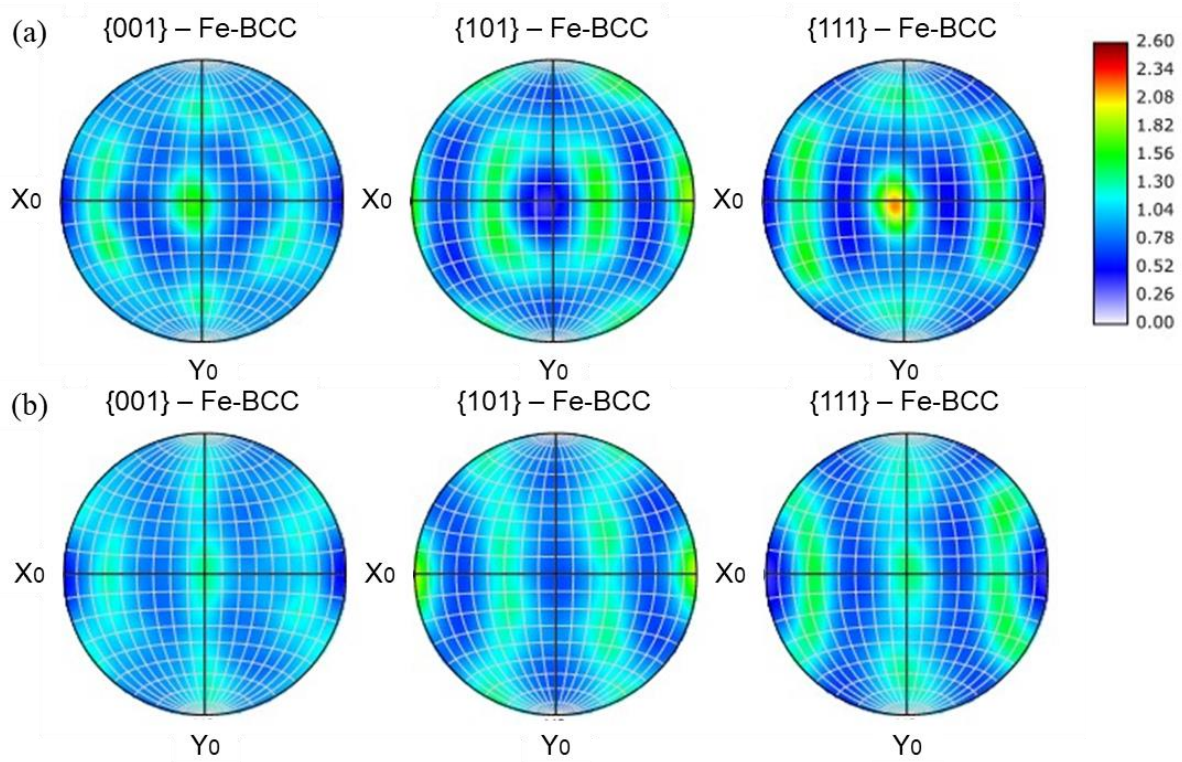 (a) {001} – Fe-BCC {101} – Fe-BCC {111} – Fe-BCC
2.60
2.34
2.08
1.82
1.56
1.30
1.04
0.78
0.52
0.26
0.00
X0 X0 X0
Y0 Y0 Y0
(b) {001} – Fe-BCC {101} – Fe-BCC {111} – Fe-BCC
X0 X0 X0
Y0 Y0 Y0